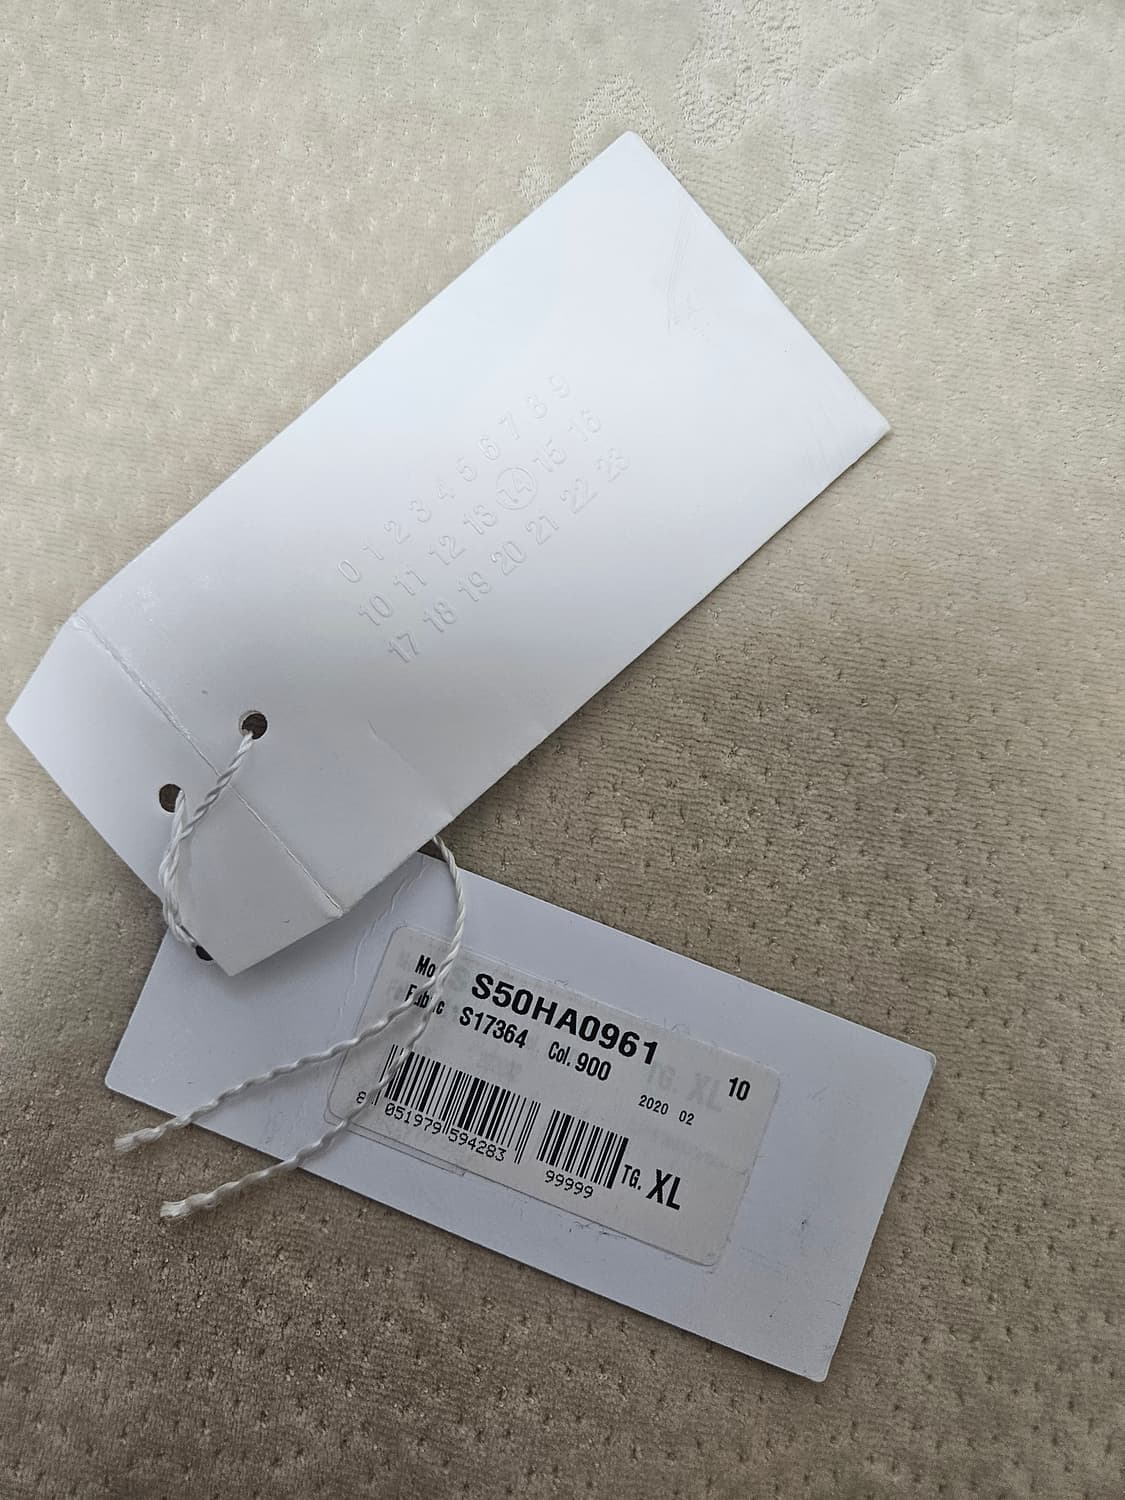 0 1 2 3 4 5 6 7 8 9
10 11 12 13 14 15 16
17 18 19 20 21 22 23
S50HA0961
Fabric S17364 Col. 900
TG. XL 10
2020 02
8 051979 594283
99999
TG. XL